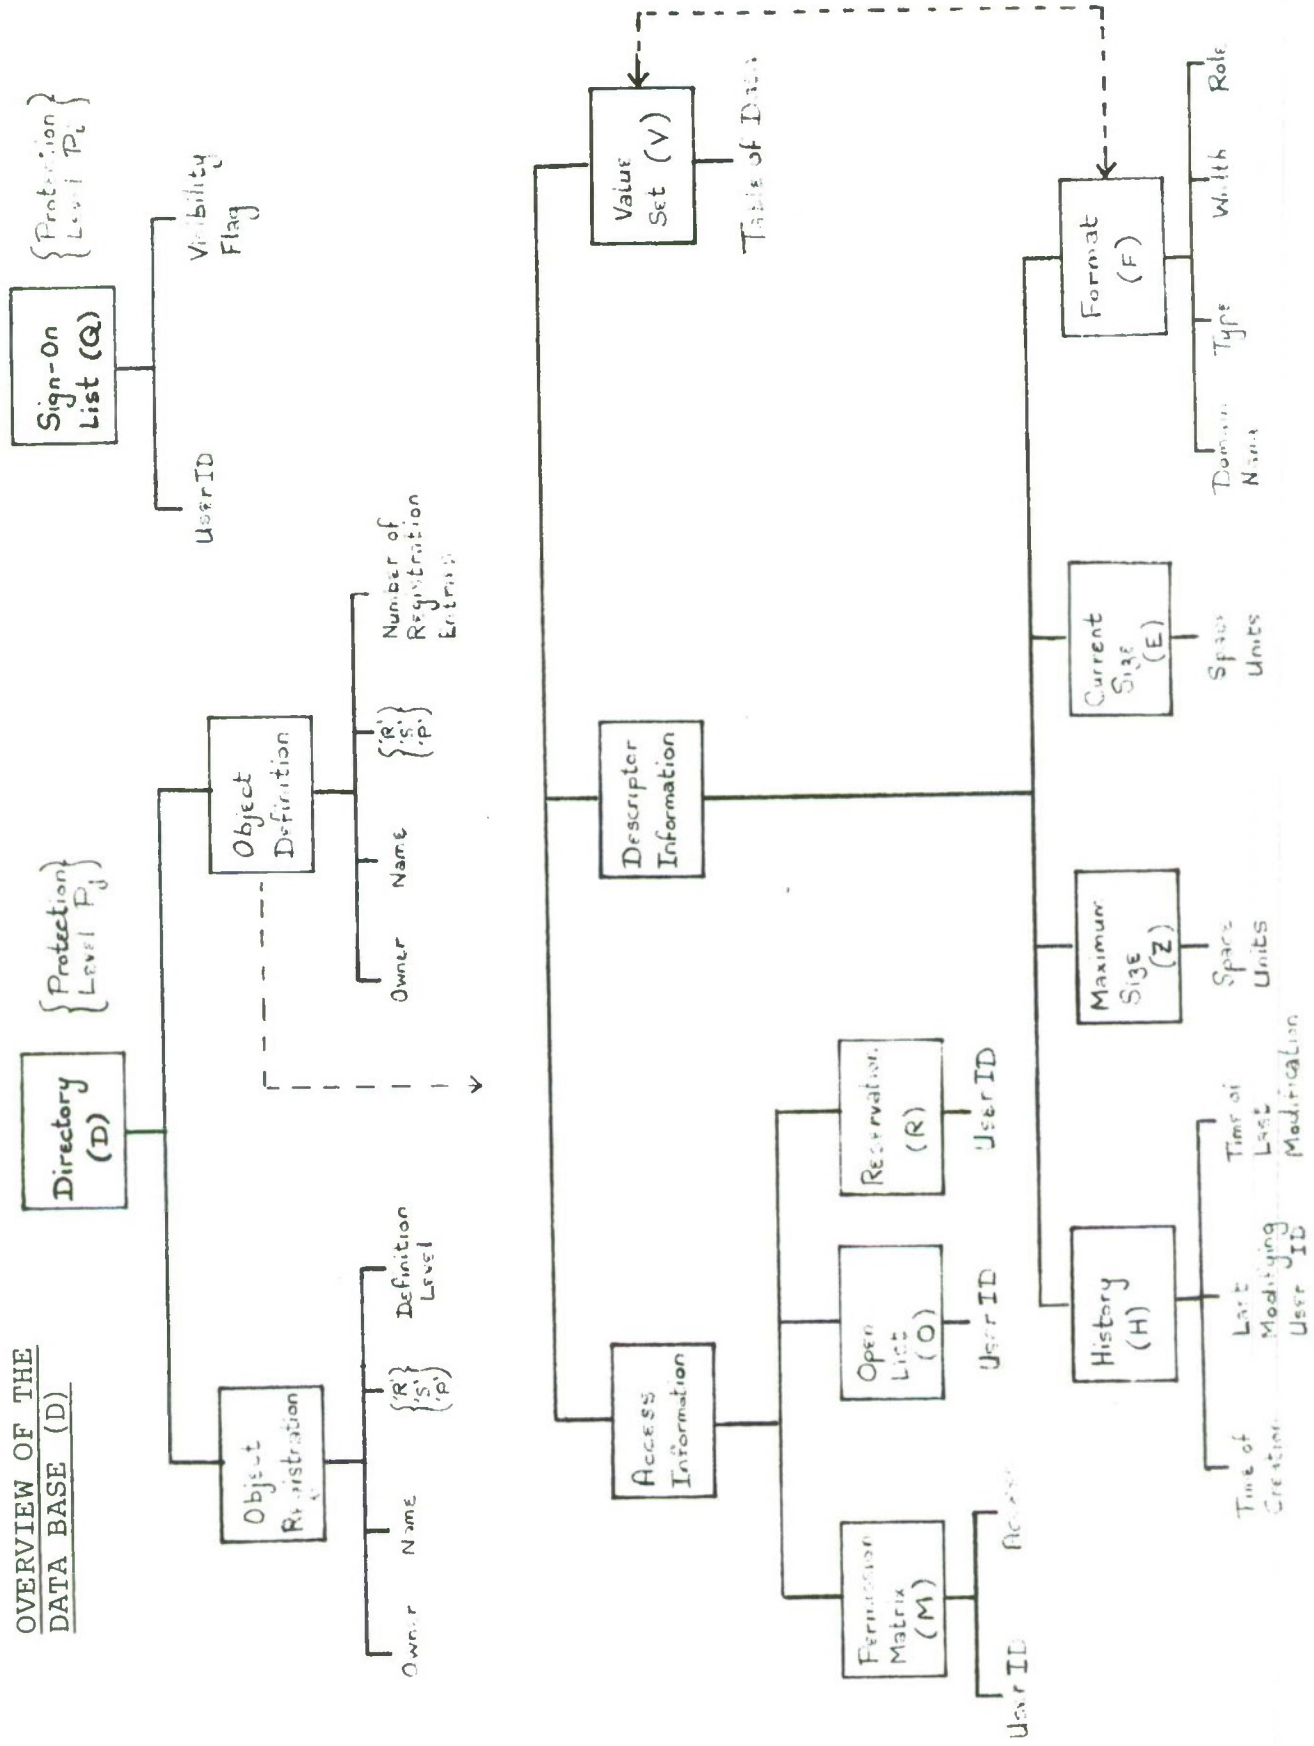 OVERVIEW OF THE
DATA BASE (D)
Directory
(D)
{Protection}
{Level Pj}
Sign-On
List (Q)
{Protection}
{Level Pi}
User ID
Visibility
Flag
Object
Registration
Owner
Name
{'R'}
{'S'}
{'P'}
Definition
Level
Object
Definition
Owner
Name
{'R'}
{'S'}
{'P'}
Number of
Registration
Entries
Access
Information
Descriptor
Information
Value
Set (V)
Table of Data
Permission
Matrix
(M)
User ID
Access
Open
List
(O)
User ID
Reservation
(R)
User ID
History
(H)
Time of
Creation
Last
Modifying
User ID
Time of
Last
Modification
Maximum
Size
(Z)
Space
Units
Current
Size
(E)
Space
Units
Format
(F)
Domain
Name
Type
Width
Role